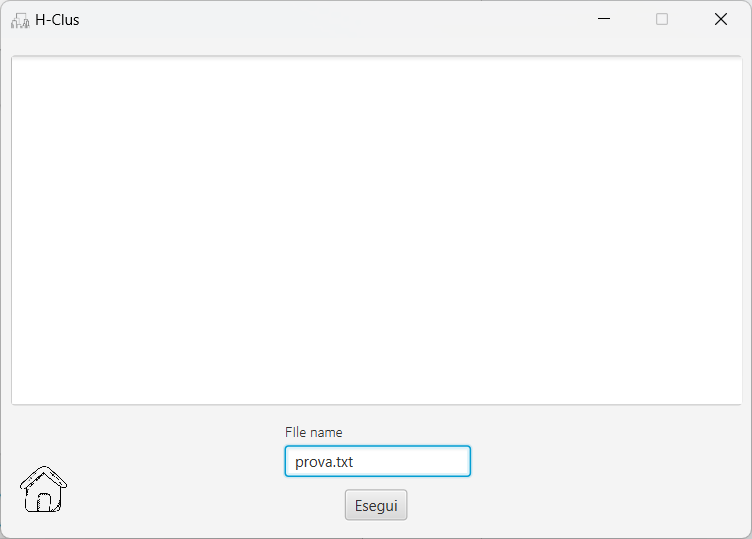 H-Clus
FIle name
prova.txt
Esegui